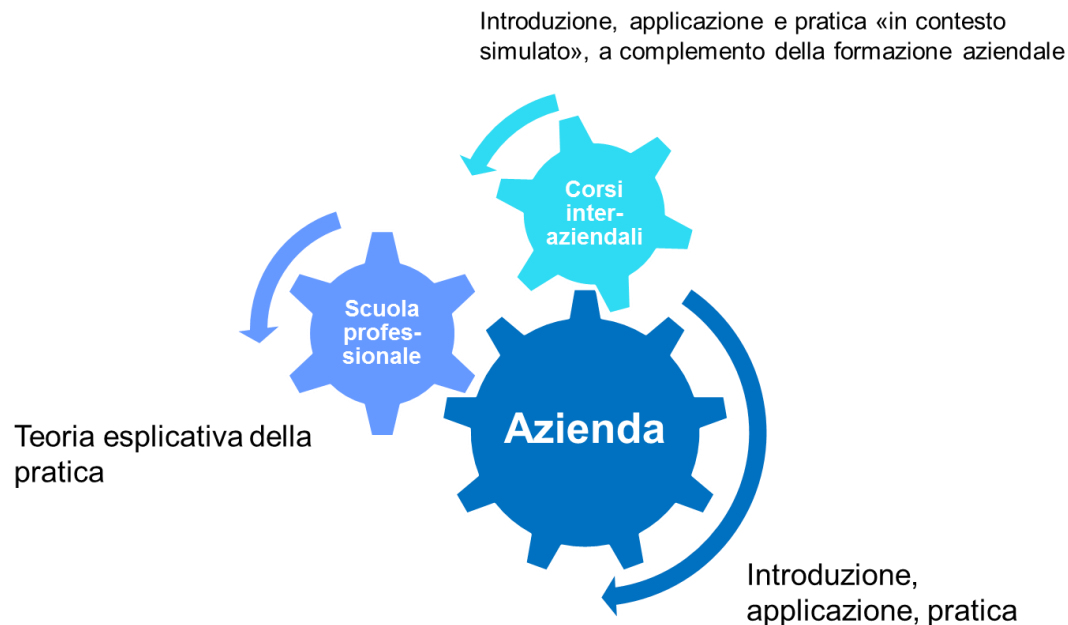 Introduzione, applicazione e pratica «in contesto
simulato», a complemento della formazione aziendale
Corsi
inter-
aziendali
Scuola
profes-
sionale
Azienda
Teoria esplicativa della
pratica
Introduzione,
applicazione, pratica